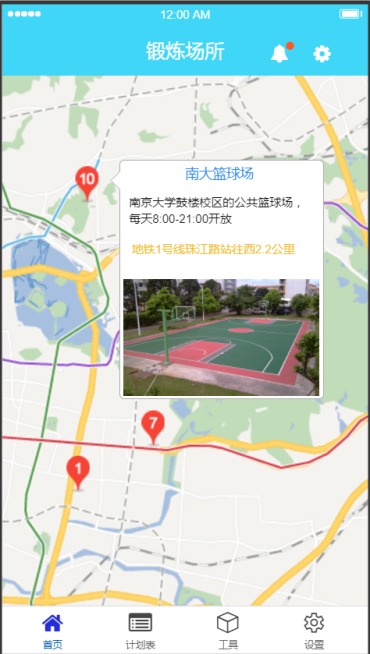 12:00 AM
锻炼场所
10
南大篮球场
南京大学鼓楼校区的公共篮球场，
每天8:00-21:00开放
地铁1号线珠江路站往西2.2公里
7
1
首页
计划表
工具
设置